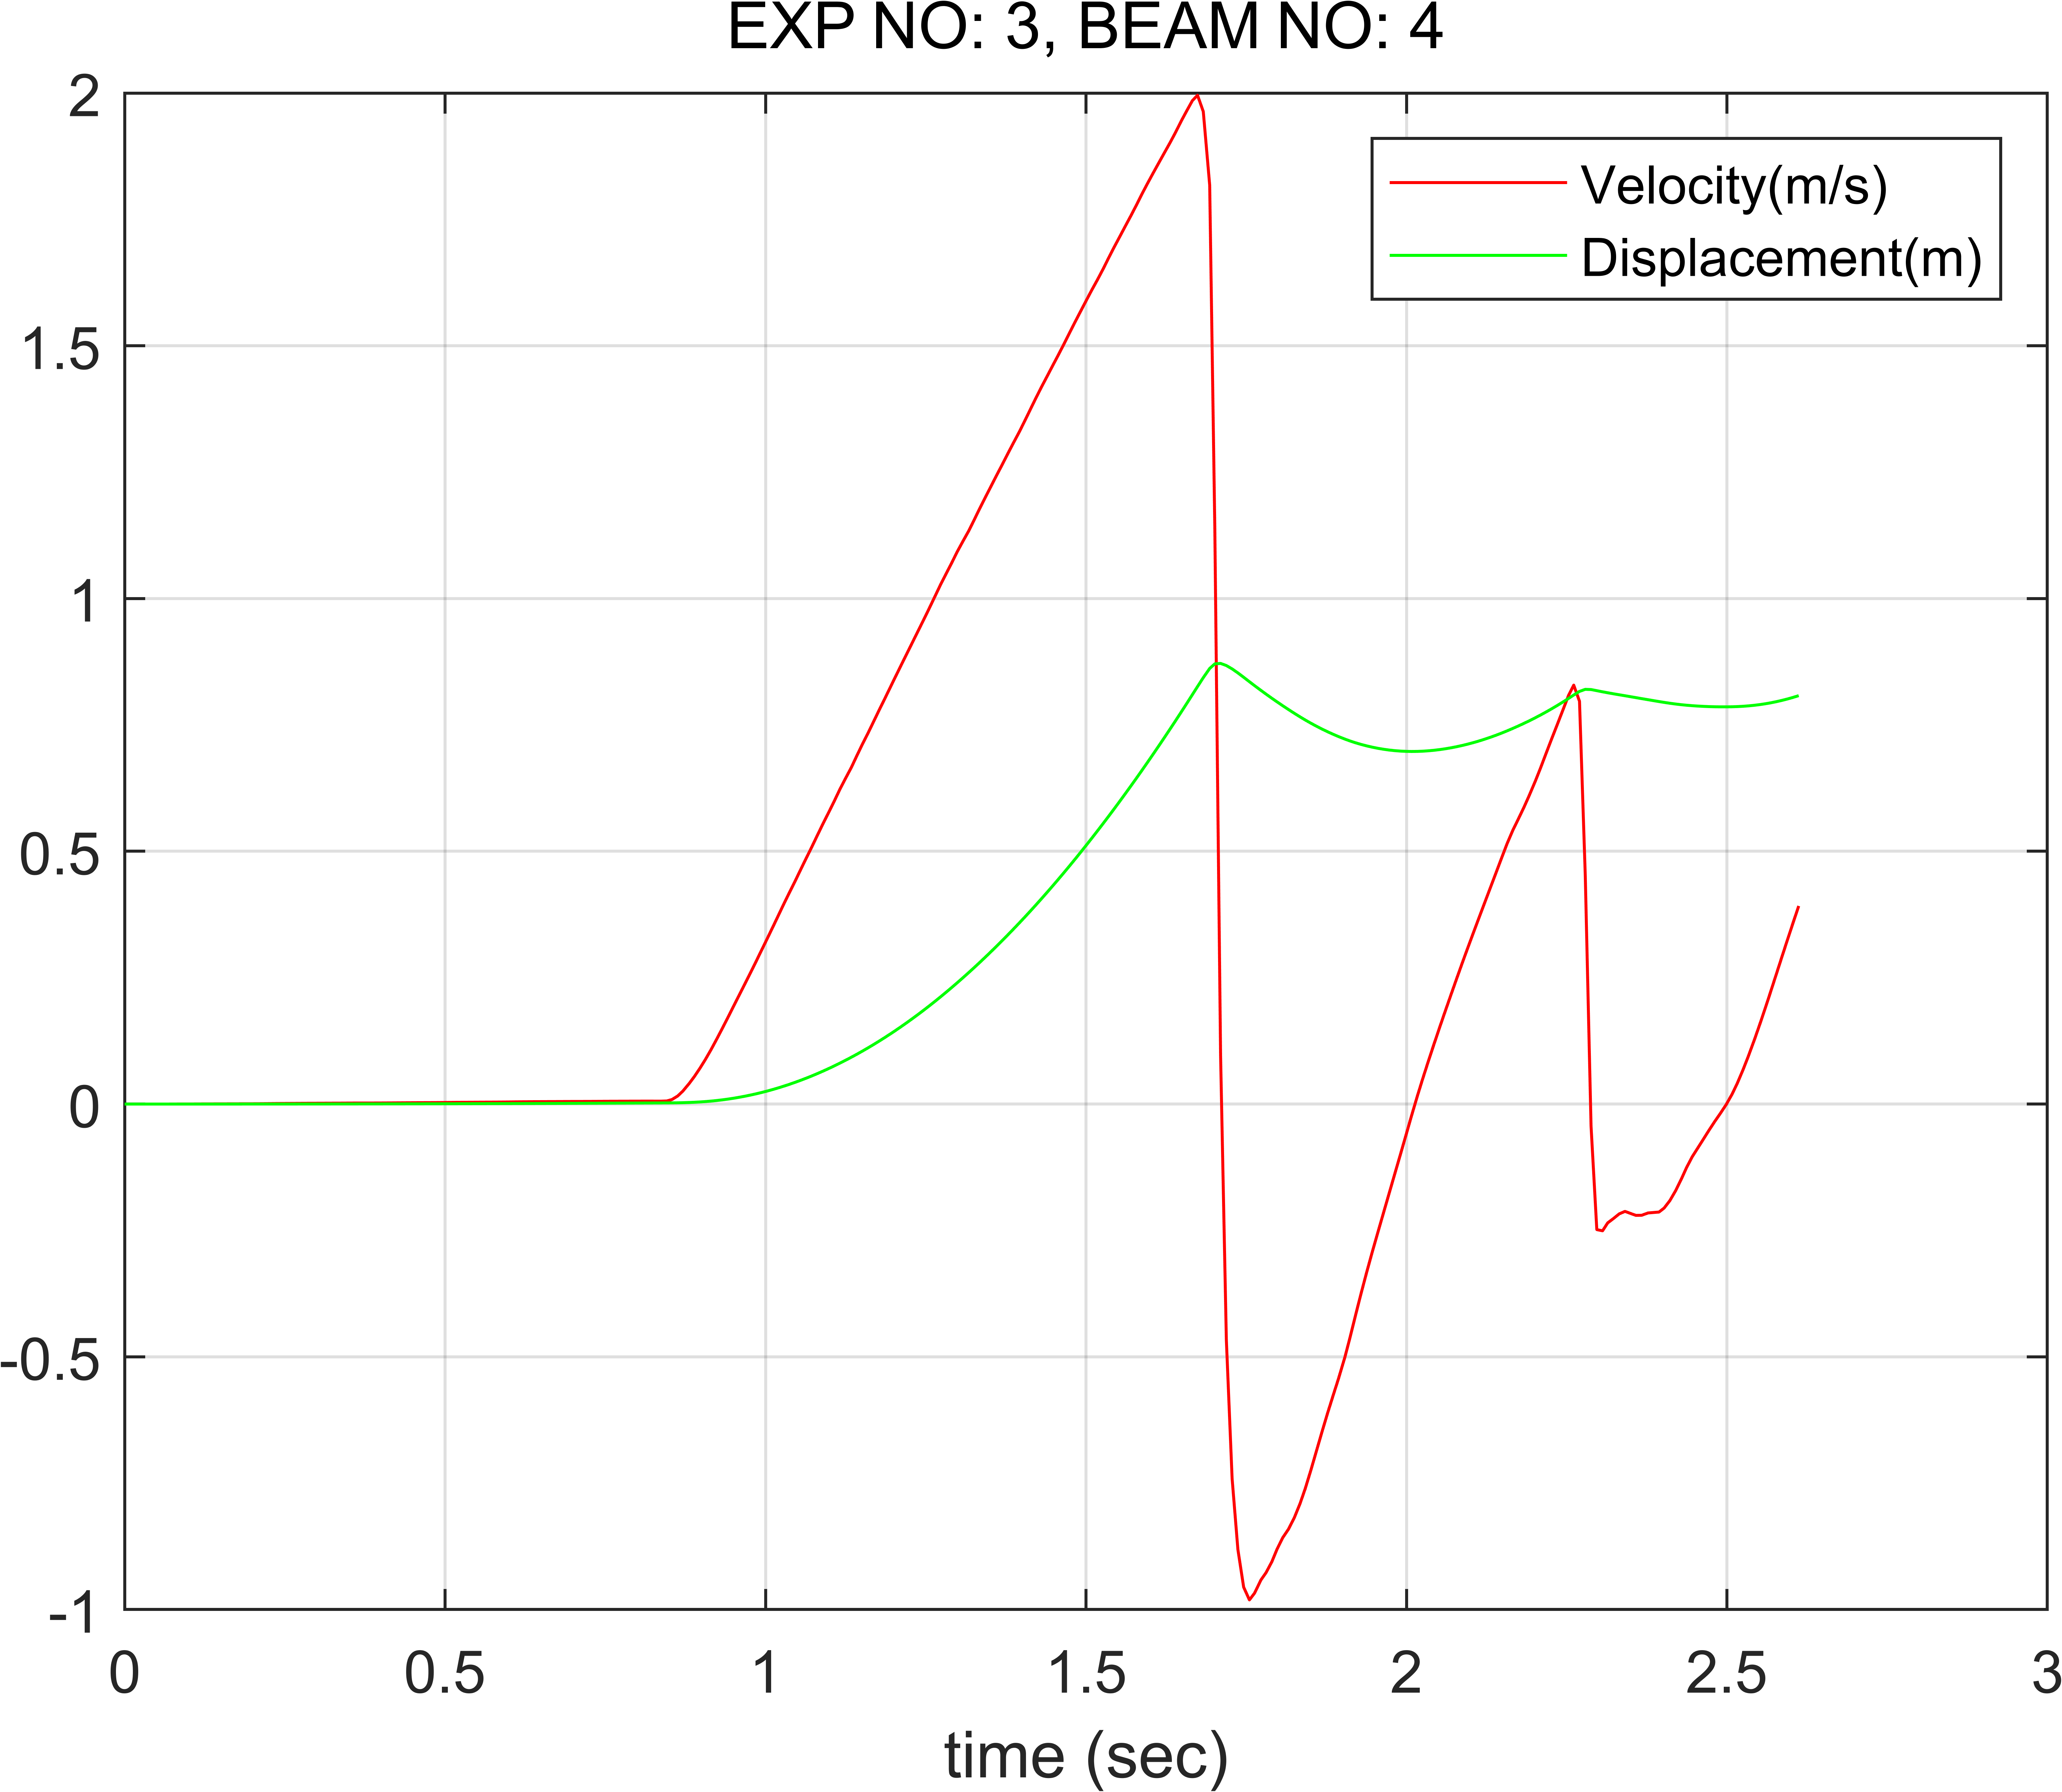 EXP NO: 3, BEAM NO: 4
2
1.5
1
0.5
0
-0.5
-1
Velocity(m/s)
Displacement(m)
0 0.5 1 1.5 2 2.5 3
time (sec)